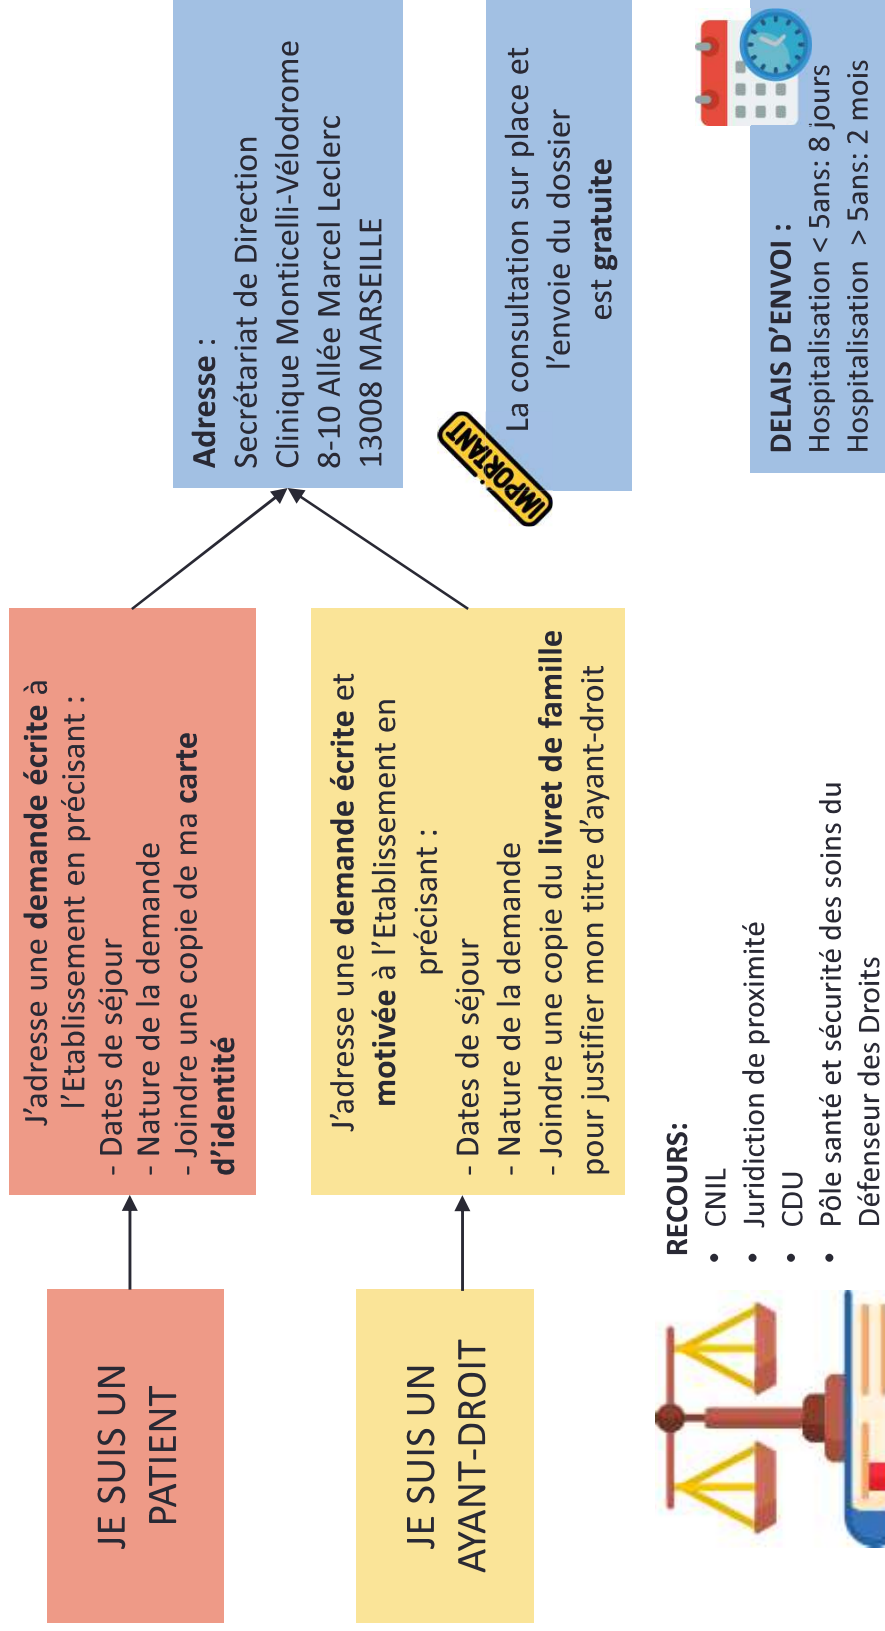 JE SUIS UN
PATIENT
J’adresse une demande écrite à
l’Etablissement en précisant :
- Dates de séjour
- Nature de la demande
- Joindre une copie de ma carte
d’identité
JE SUIS UN
AYANT-DROIT
J’adresse une demande écrite et
motivée à l’Etablissement en
précisant :
- Dates de séjour
- Nature de la demande
- Joindre une copie du livret de famille
pour justifier mon titre d’ayant-droit
Adresse :
Secrétariat de Direction
Clinique Monticelli-Vélodrome
8-10 Allée Marcel Leclerc
13008 MARSEILLE
IMPORTANT
La consultation sur place et
l’envoie du dossier
est gratuite
RECOURS:
• CNIL
• Juridiction de proximité
• CDU
• Pôle santé et sécurité des soins du
Défenseur des Droits
DELAIS D’ENVOI :
Hospitalisation < 5ans: 8 jours
Hospitalisation > 5ans: 2 mois